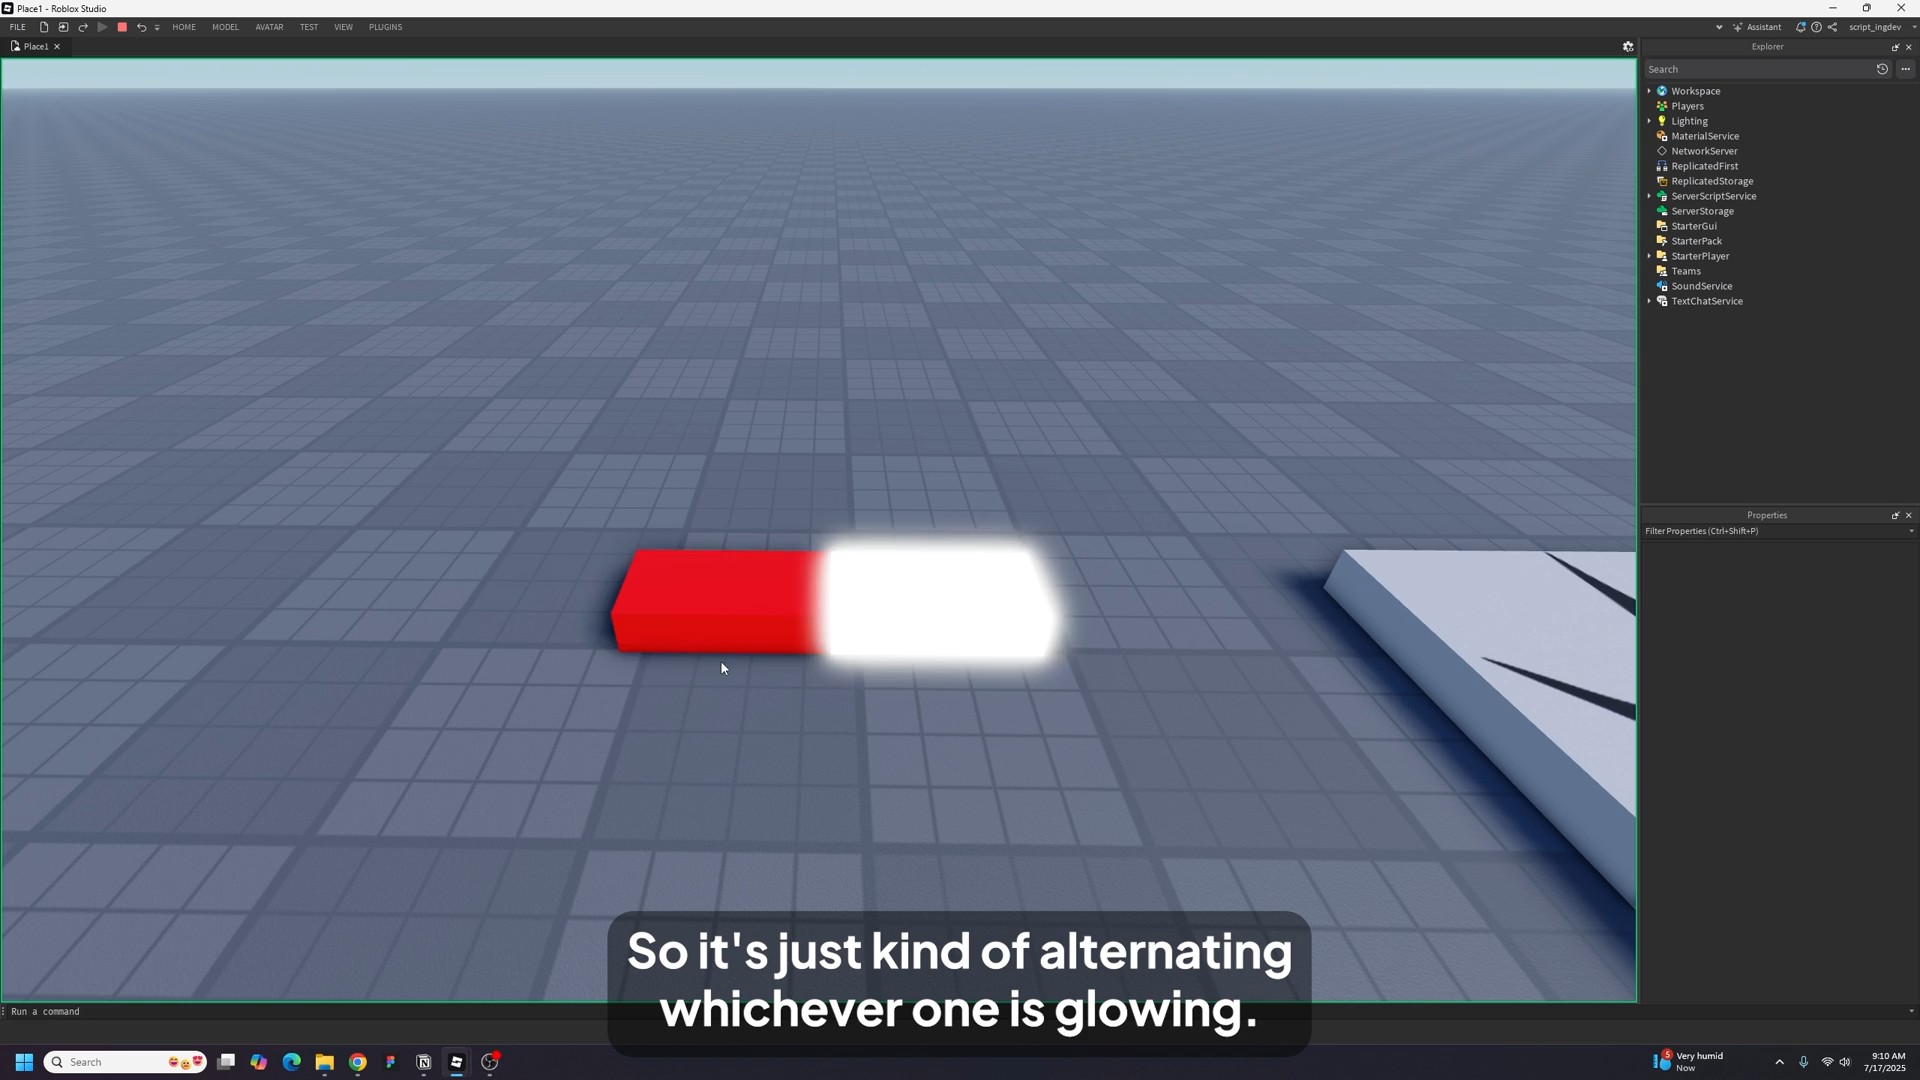 Place1 - Roblox Studio
FILE
HOME
MODEL
AVATAR
TEST
VIEW
PLUGINS
Assistant
script_ingdev
Place1
Explorer
Search
Workspace
Players
Lighting
MaterialService
NetworkServer
ReplicatedFirst
ReplicatedStorage
ServerScriptService
ServerStorage
StarterGui
StarterPack
StarterPlayer
Teams
SoundService
TextChatService
Properties
Filter Properties (Ctrl+Shift+P)
So it's just kind of alternating
whichever one is glowing.
Run a command
Search
5
Very humid
Now
9:10 AM
7/17/2025